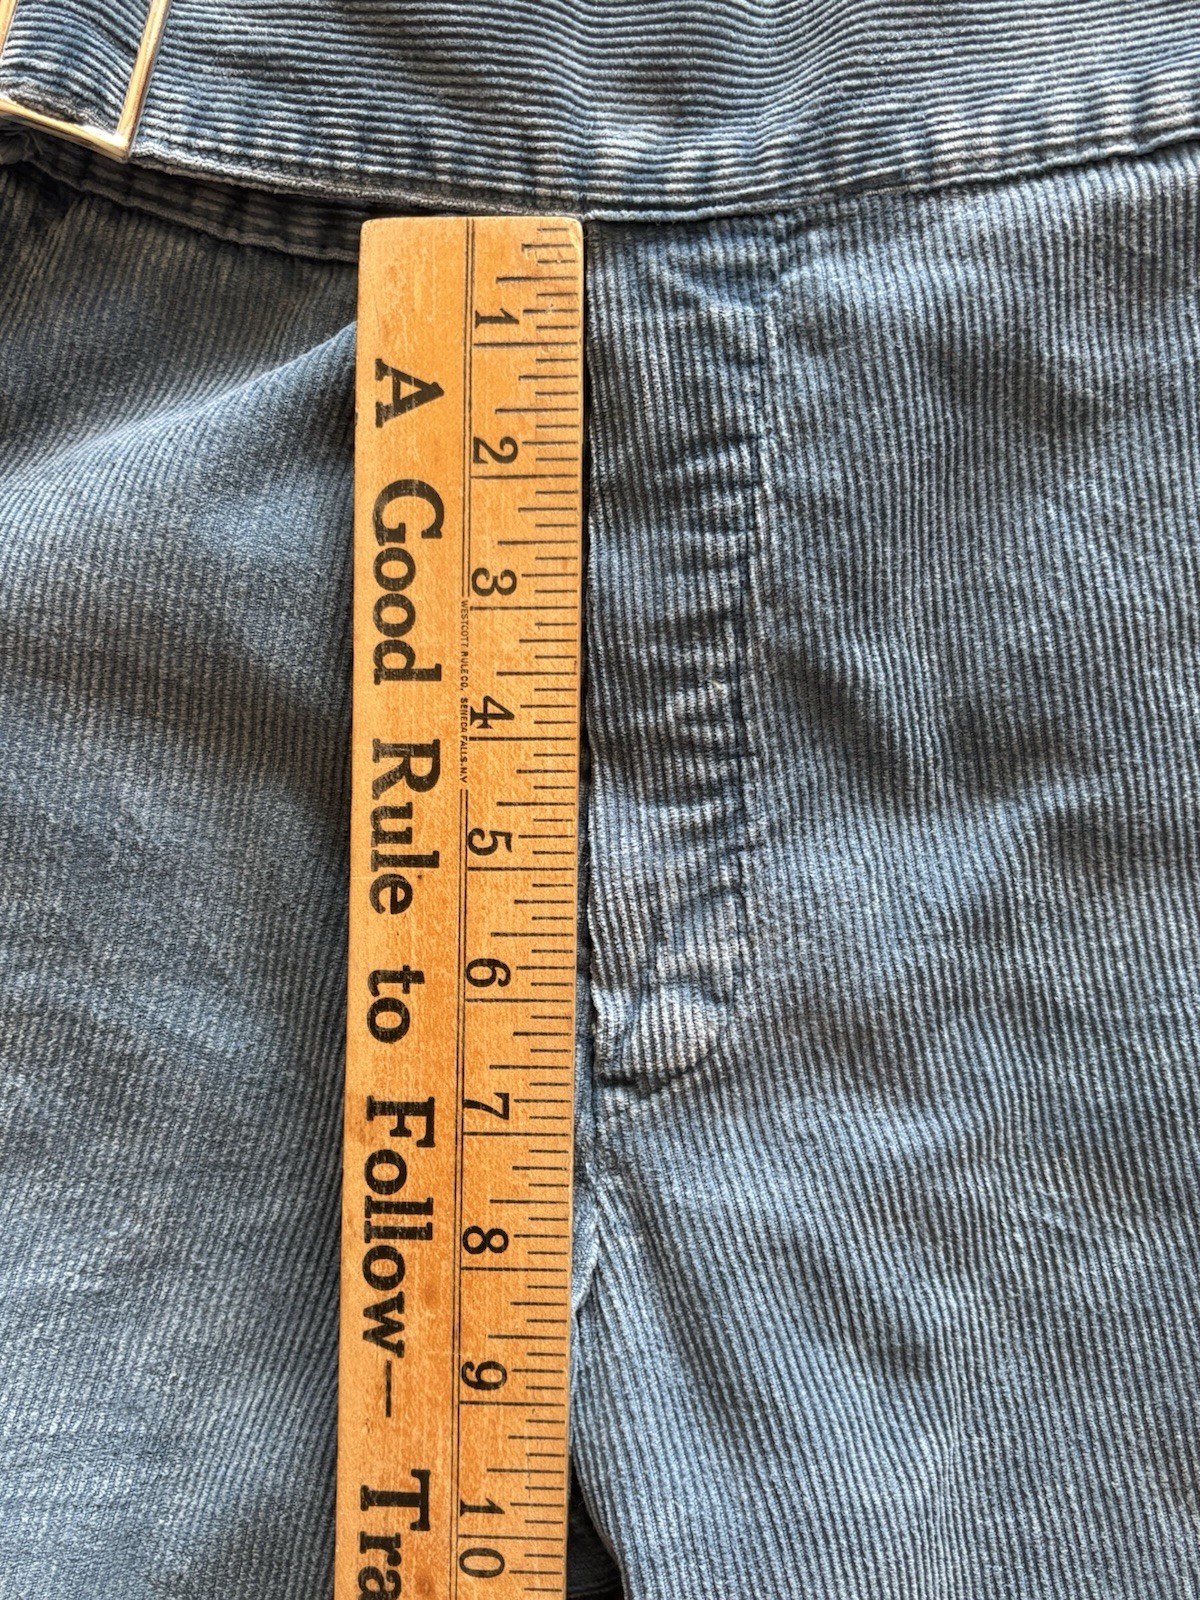 A Good Rule to Follow— Tra
WESTCOTT RULE CO. SENECA FALLS. N.Y
1 2 3 4 5 6 7 8 9 10